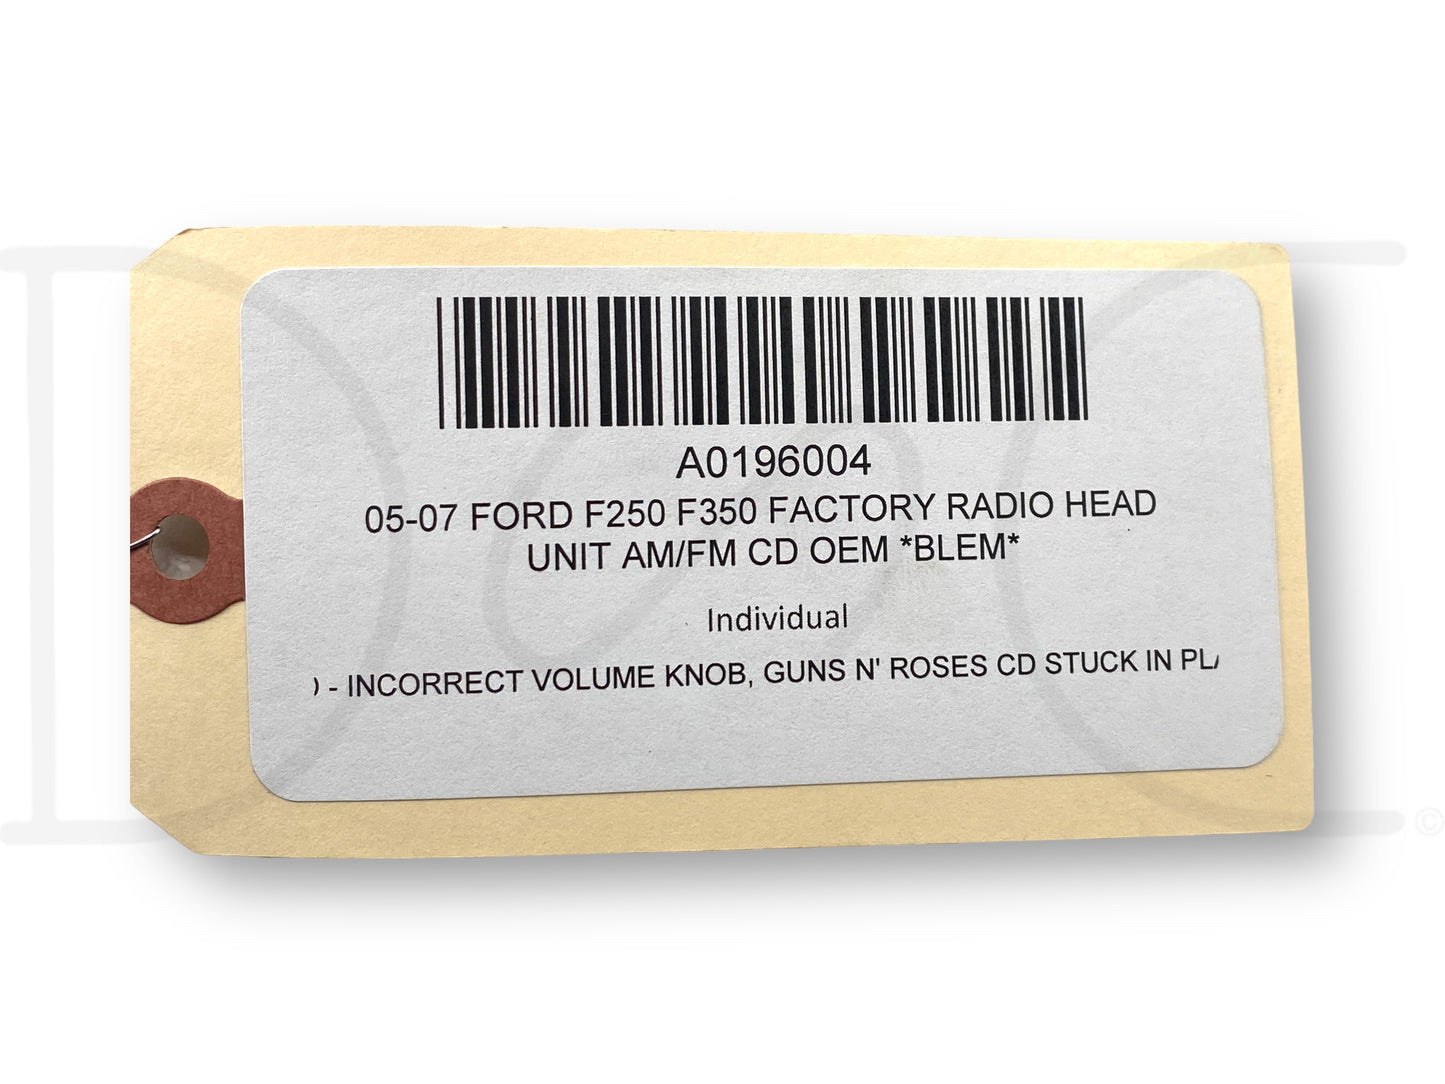 A0196004
05-07 FORD F250 F350 FACTORY RADIO HEAD
UNIT AM/FM CD OEM *BLEM*
Individual
) - INCORRECT VOLUME KNOB, GUNS N' ROSES CD STUCK IN PL
©